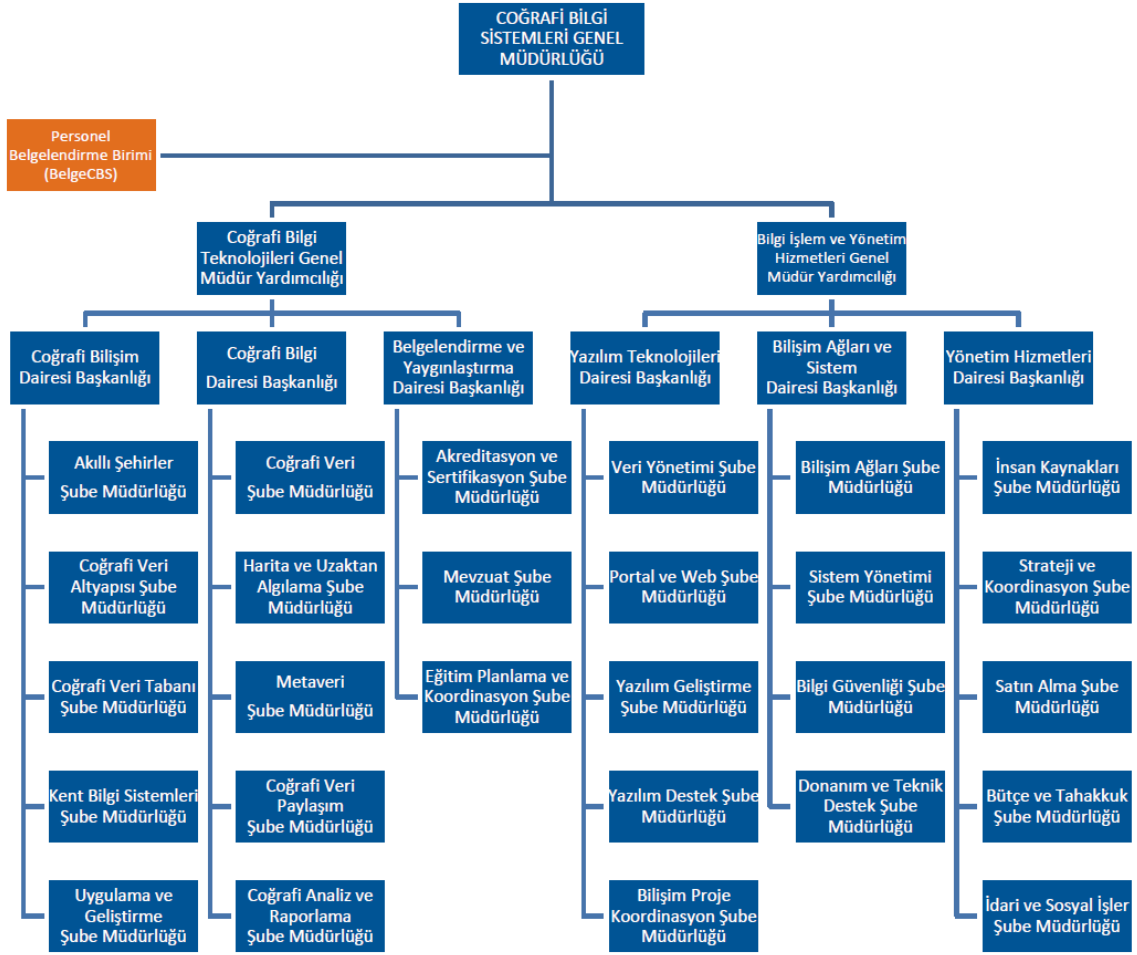 COĞRAFİ BİLGİ
SİSTEMLERİ GENEL
MÜDÜRLÜĞÜ
Personel
Belgelendirme Birimi
(BelgeCBS)
Coğrafi Bilgi
Teknolojileri Genel
Müdür Yardımcılığı
Bilgi İşlem ve Yönetim
Hizmetleri Genel
Müdür Yardımcılığı
Coğrafi Bilişim
Dairesi Başkanlığı
Coğrafi Bilgi
Dairesi Başkanlığı
Belgelendirme ve
Yaygınlaştırma
Dairesi Başkanlığı
Yazılım Teknolojileri
Dairesi Başkanlığı
Bilişim Ağları ve
Sistem
Dairesi Başkanlığı
Yönetim Hizmetleri
Dairesi Başkanlığı
Akıllı Şehirler
Şube Müdürlüğü
Coğrafi Veri
Altyapısı Şube
Müdürlüğü
Coğrafi Veri Tabanı
Şube Müdürlüğü
Kent Bilgi Sistemleri
Şube Müdürlüğü
Uygulama ve
Geliştirme
Şube Müdürlüğü
Coğrafi Veri
Şube Müdürlüğü
Harita ve Uzaktan
Algılama Şube
Müdürlüğü
Metaveri
Şube Müdürlüğü
Coğrafi Veri
Paylaşım
Şube Müdürlüğü
Coğrafi Analiz ve
Raporlama
Şube Müdürlüğü
Akreditasyon ve
Sertifikasyon Şube
Müdürlüğü
Mevzuat Şube
Müdürlüğü
Eğitim Planlama ve
Koordinasyon Şube
Müdürlüğü
Veri Yönetimi Şube
Müdürlüğü
Portal ve Web Şube
Müdürlüğü
Yazılım Geliştirme
Şube Müdürlüğü
Yazılım Destek Şube
Müdürlüğü
Bilişim Proje
Koordinasyon Şube
Müdürlüğü
Bilişim Ağları Şube
Müdürlüğü
Sistem Yönetimi
Şube Müdürlüğü
Bilgi Güvenliği Şube
Müdürlüğü
Donanım ve Teknik
Destek Şube
Müdürlüğü
İnsan Kaynakları
Şube Müdürlüğü
Strateji ve
Koordinasyon Şube
Müdürlüğü
Satın Alma Şube
Müdürlüğü
Bütçe ve Tahakkuk
Şube Müdürlüğü
İdari ve Sosyal İşler
Şube Müdürlüğü